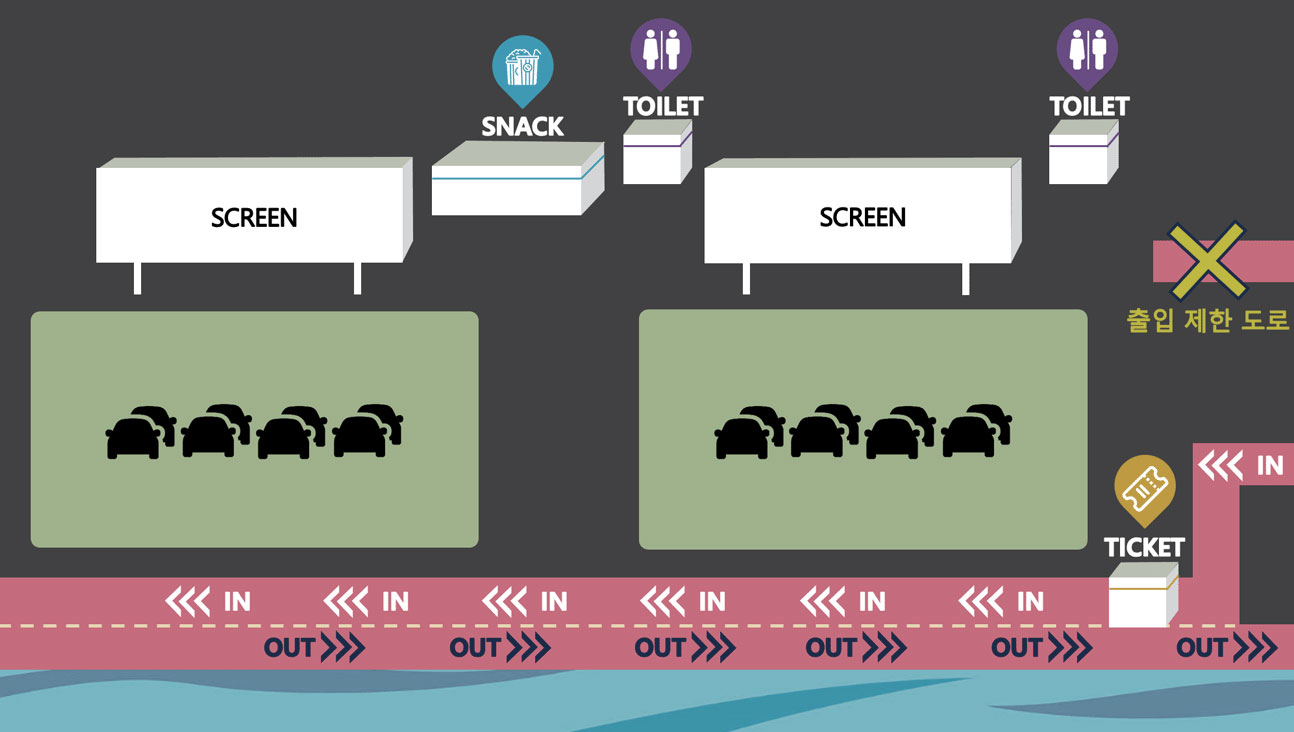 TOILET
TOILET
SNACK
SCREEN
SCREEN
출입 제한 도로
IN
TICKET
IN
IN
IN
IN
IN
IN
OUT
OUT
OUT
OUT
OUT
OUT